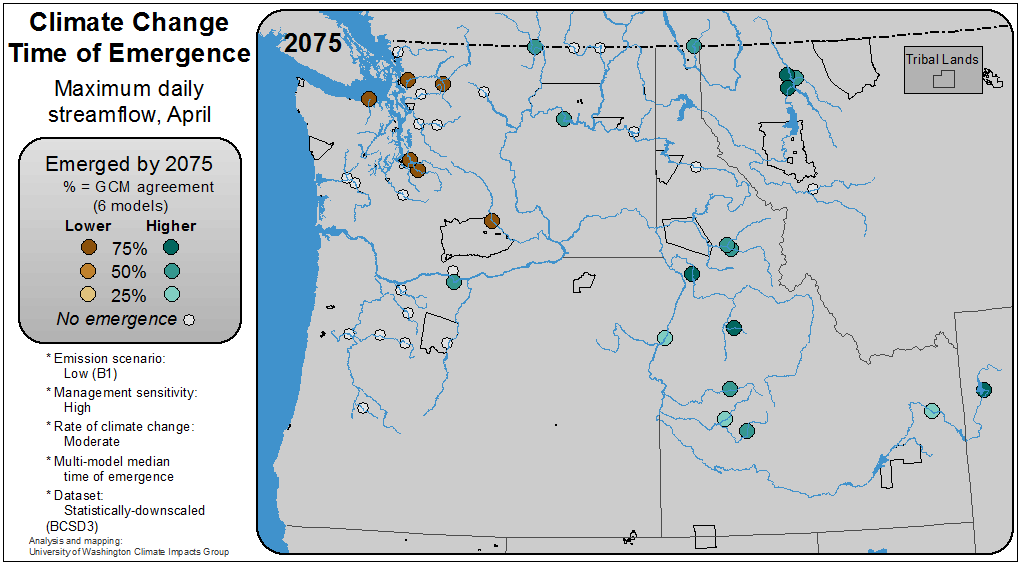 Climate Change
Time of Emergence
Maximum daily
streamflow, April
Emerged by 2075
% = GCM agreement
(6 models)
Lower Higher
75%
50%
25%
No emergence
* Emission scenario:
Low (B1)
* Management sensitivity:
High
* Rate of climate change:
Moderate
* Multi-model median
time of emergence
* Dataset:
Statistically-downscaled
(BCSD3)
Analysis and mapping:
University of Washington Climate Impacts Group
2075
Tribal Lands